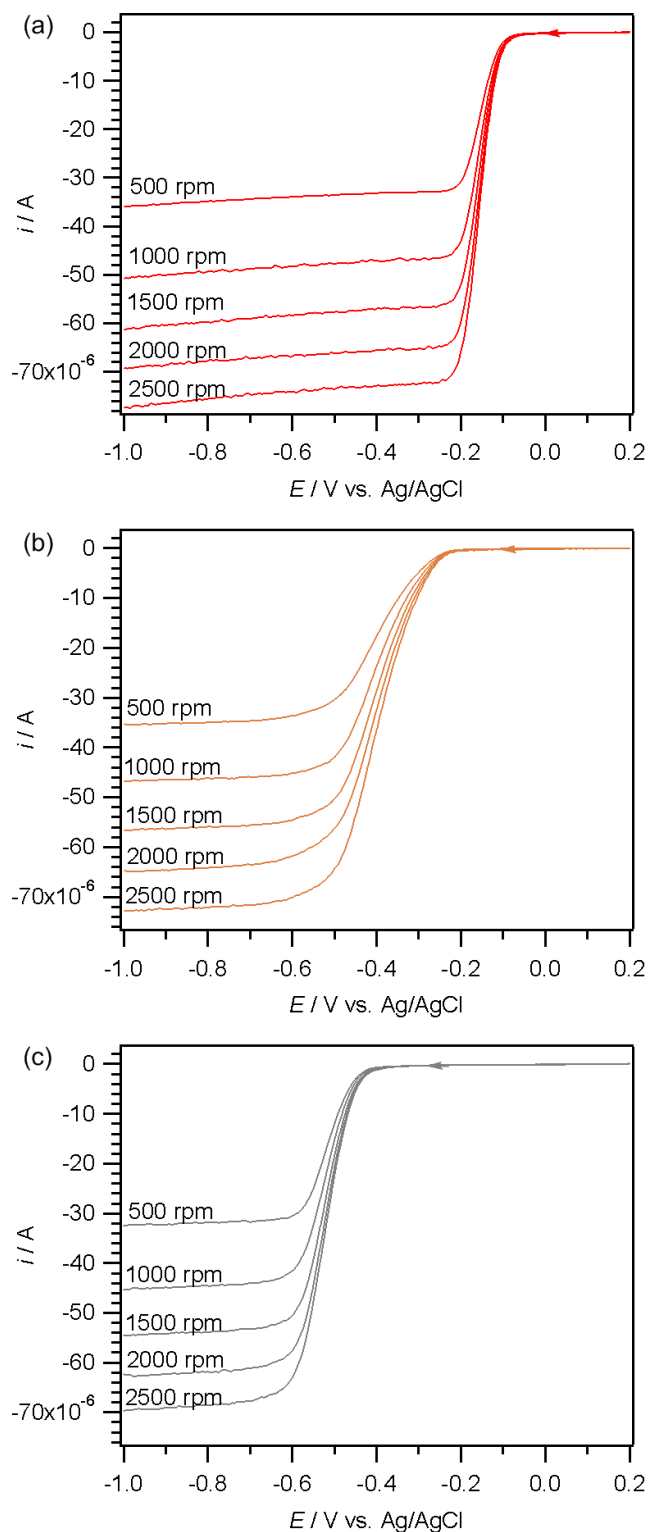 (a)
0
-10
-20
-30
-40
-50
-60
-70x10⁻⁶
i / A
500 rpm
1000 rpm
1500 rpm
2000 rpm
2500 rpm
-1.0 -0.8 -0.6 -0.4 -0.2 0.0 0.2
E / V vs. Ag/AgCl
(b)
0
-10
-20
-30
-40
-50
-60
-70x10⁻⁶
i / A
500 rpm
1000 rpm
1500 rpm
2000 rpm
2500 rpm
-1.0 -0.8 -0.6 -0.4 -0.2 0.0 0.2
E / V vs. Ag/AgCl
(c)
0
-10
-20
-30
-40
-50
-60
-70x10⁻⁶
i / A
500 rpm
1000 rpm
1500 rpm
2000 rpm
2500 rpm
-1.0 -0.8 -0.6 -0.4 -0.2 0.0 0.2
E / V vs. Ag/AgCl